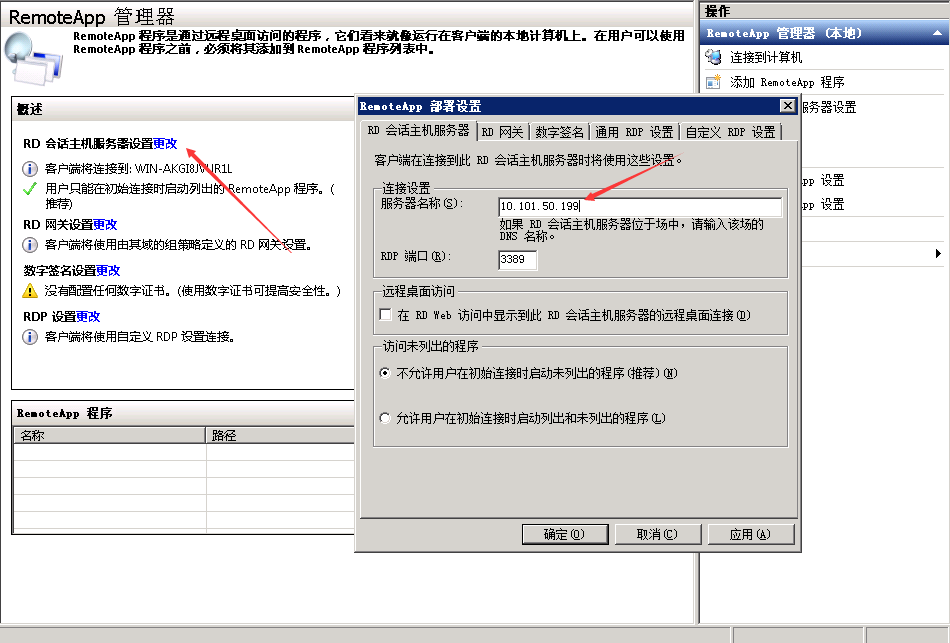 RemoteApp 管理器
RemoteApp 程序是通过远程桌面访问的程序，它们看来就像运行在客户端的本地计算机上。在用户可以使用
RemoteApp 程序之前，必须将其添加到 RemoteApp 程序列表中。
概述
RD 会话主机服务器设置更改
客户端将连接到: WIN-AKGI8JVUR1L
用户只能在初始连接时启动列出的 RemoteApp 程序。(
推荐)
RD 网关设置更改
客户端将使用由其域的组策略定义的 RD 网关设置。
数字签名设置更改
没有配置任何数字证书。(使用数字证书可提高安全性。)
RDP 设置更改
客户端将使用自定义 RDP 设置连接。
RemoteApp 程序
名称 路径
RemoteApp 部署设置
RD 会话主机服务器 RD 网关 数字签名 通用 RDP 设置 自定义 RDP 设置
客户端在连接到此 RD 会话主机服务器时将使用这些设置。
连接设置
服务器名称(S): 10.101.50.199
如果 RD 会话主机服务器位于场中，请输入该场的
DNS 名称。
RDP 端口(R): 3389
远程桌面访问
在 RD Web 访问中显示到此 RD 会话主机服务器的远程桌面连接(D)
访问未列出的程序
不允许用户在初始连接时启动未列出的程序(推荐)(N)
允许用户在初始连接时启动列出和未列出的程序(L)
确定(O) 取消(C) 应用(A)
操作
RemoteApp 管理器 (本地)
连接到计算机
添加 RemoteApp 程序
务器设置
pp 设置
pp 设置